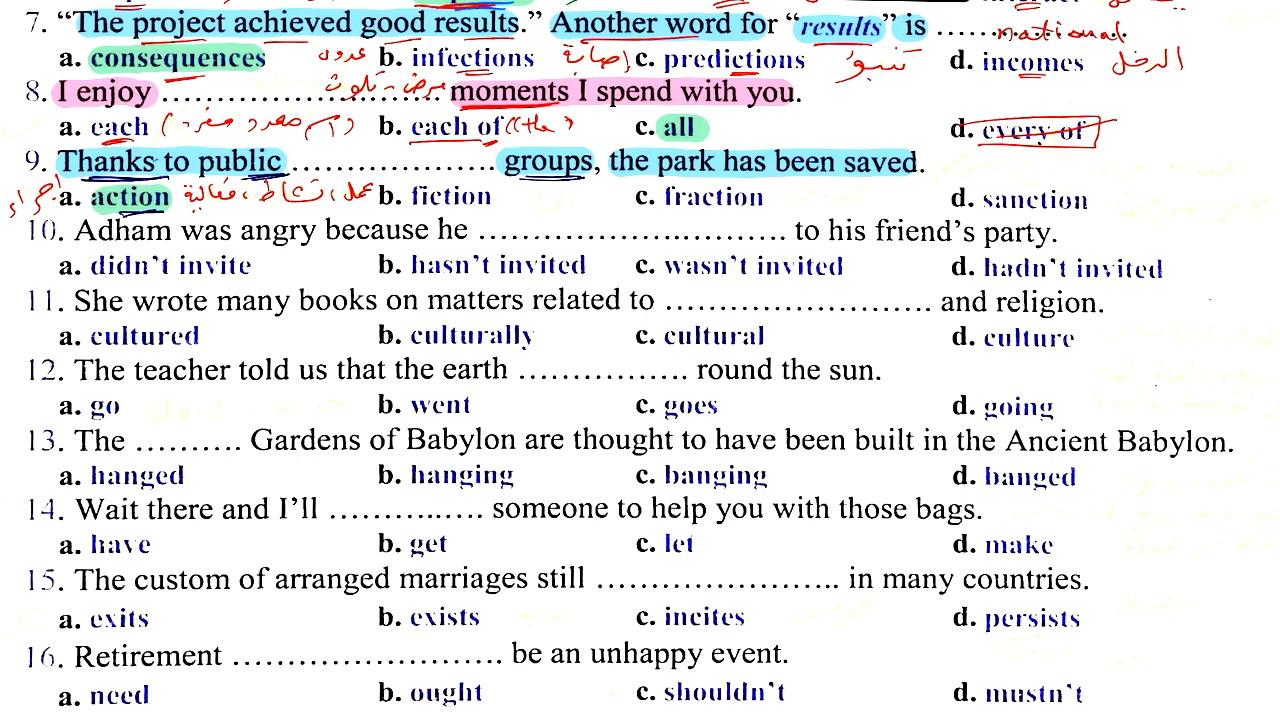 7. “The project achieved good results.” Another word for “results” is ……………
a. consequences عدوى b. infections إصابة c. predictions تنبؤ d. incomes الدخل
مرض - تلوث
8. I enjoy …………………………. moments I spend with you.
a. each b. each of ((the) c. all d. every of
9. Thanks to public …………………. groups, the park has been saved.
a. action عمل، نشاط، فعالية b. fiction c. fraction d. sanction
10. Adham was angry because he ……………………………. to his friend’s party.
a. didn’t invite b. hasn’t invited c. wasn’t invited d. hadn’t invited
11. She wrote many books on matters related to ………………………. and religion.
a. cultured b. culturally c. cultural d. culture
12. The teacher told us that the earth ……………… round the sun.
a. go b. went c. goes d. going
13. The ………. Gardens of Babylon are thought to have been built in the Ancient Babylon.
a. hanged b. hanging c. banging d. banged
14. Wait there and I’ll ……………. someone to help you with those bags.
a. have b. get c. let d. make
15. The custom of arranged marriages still …………………….. in many countries.
a. exits b. exists c. incites d. persists
16. Retirement ………………………. be an unhappy event.
a. need b. ought c. shouldn’t d. mustn’t